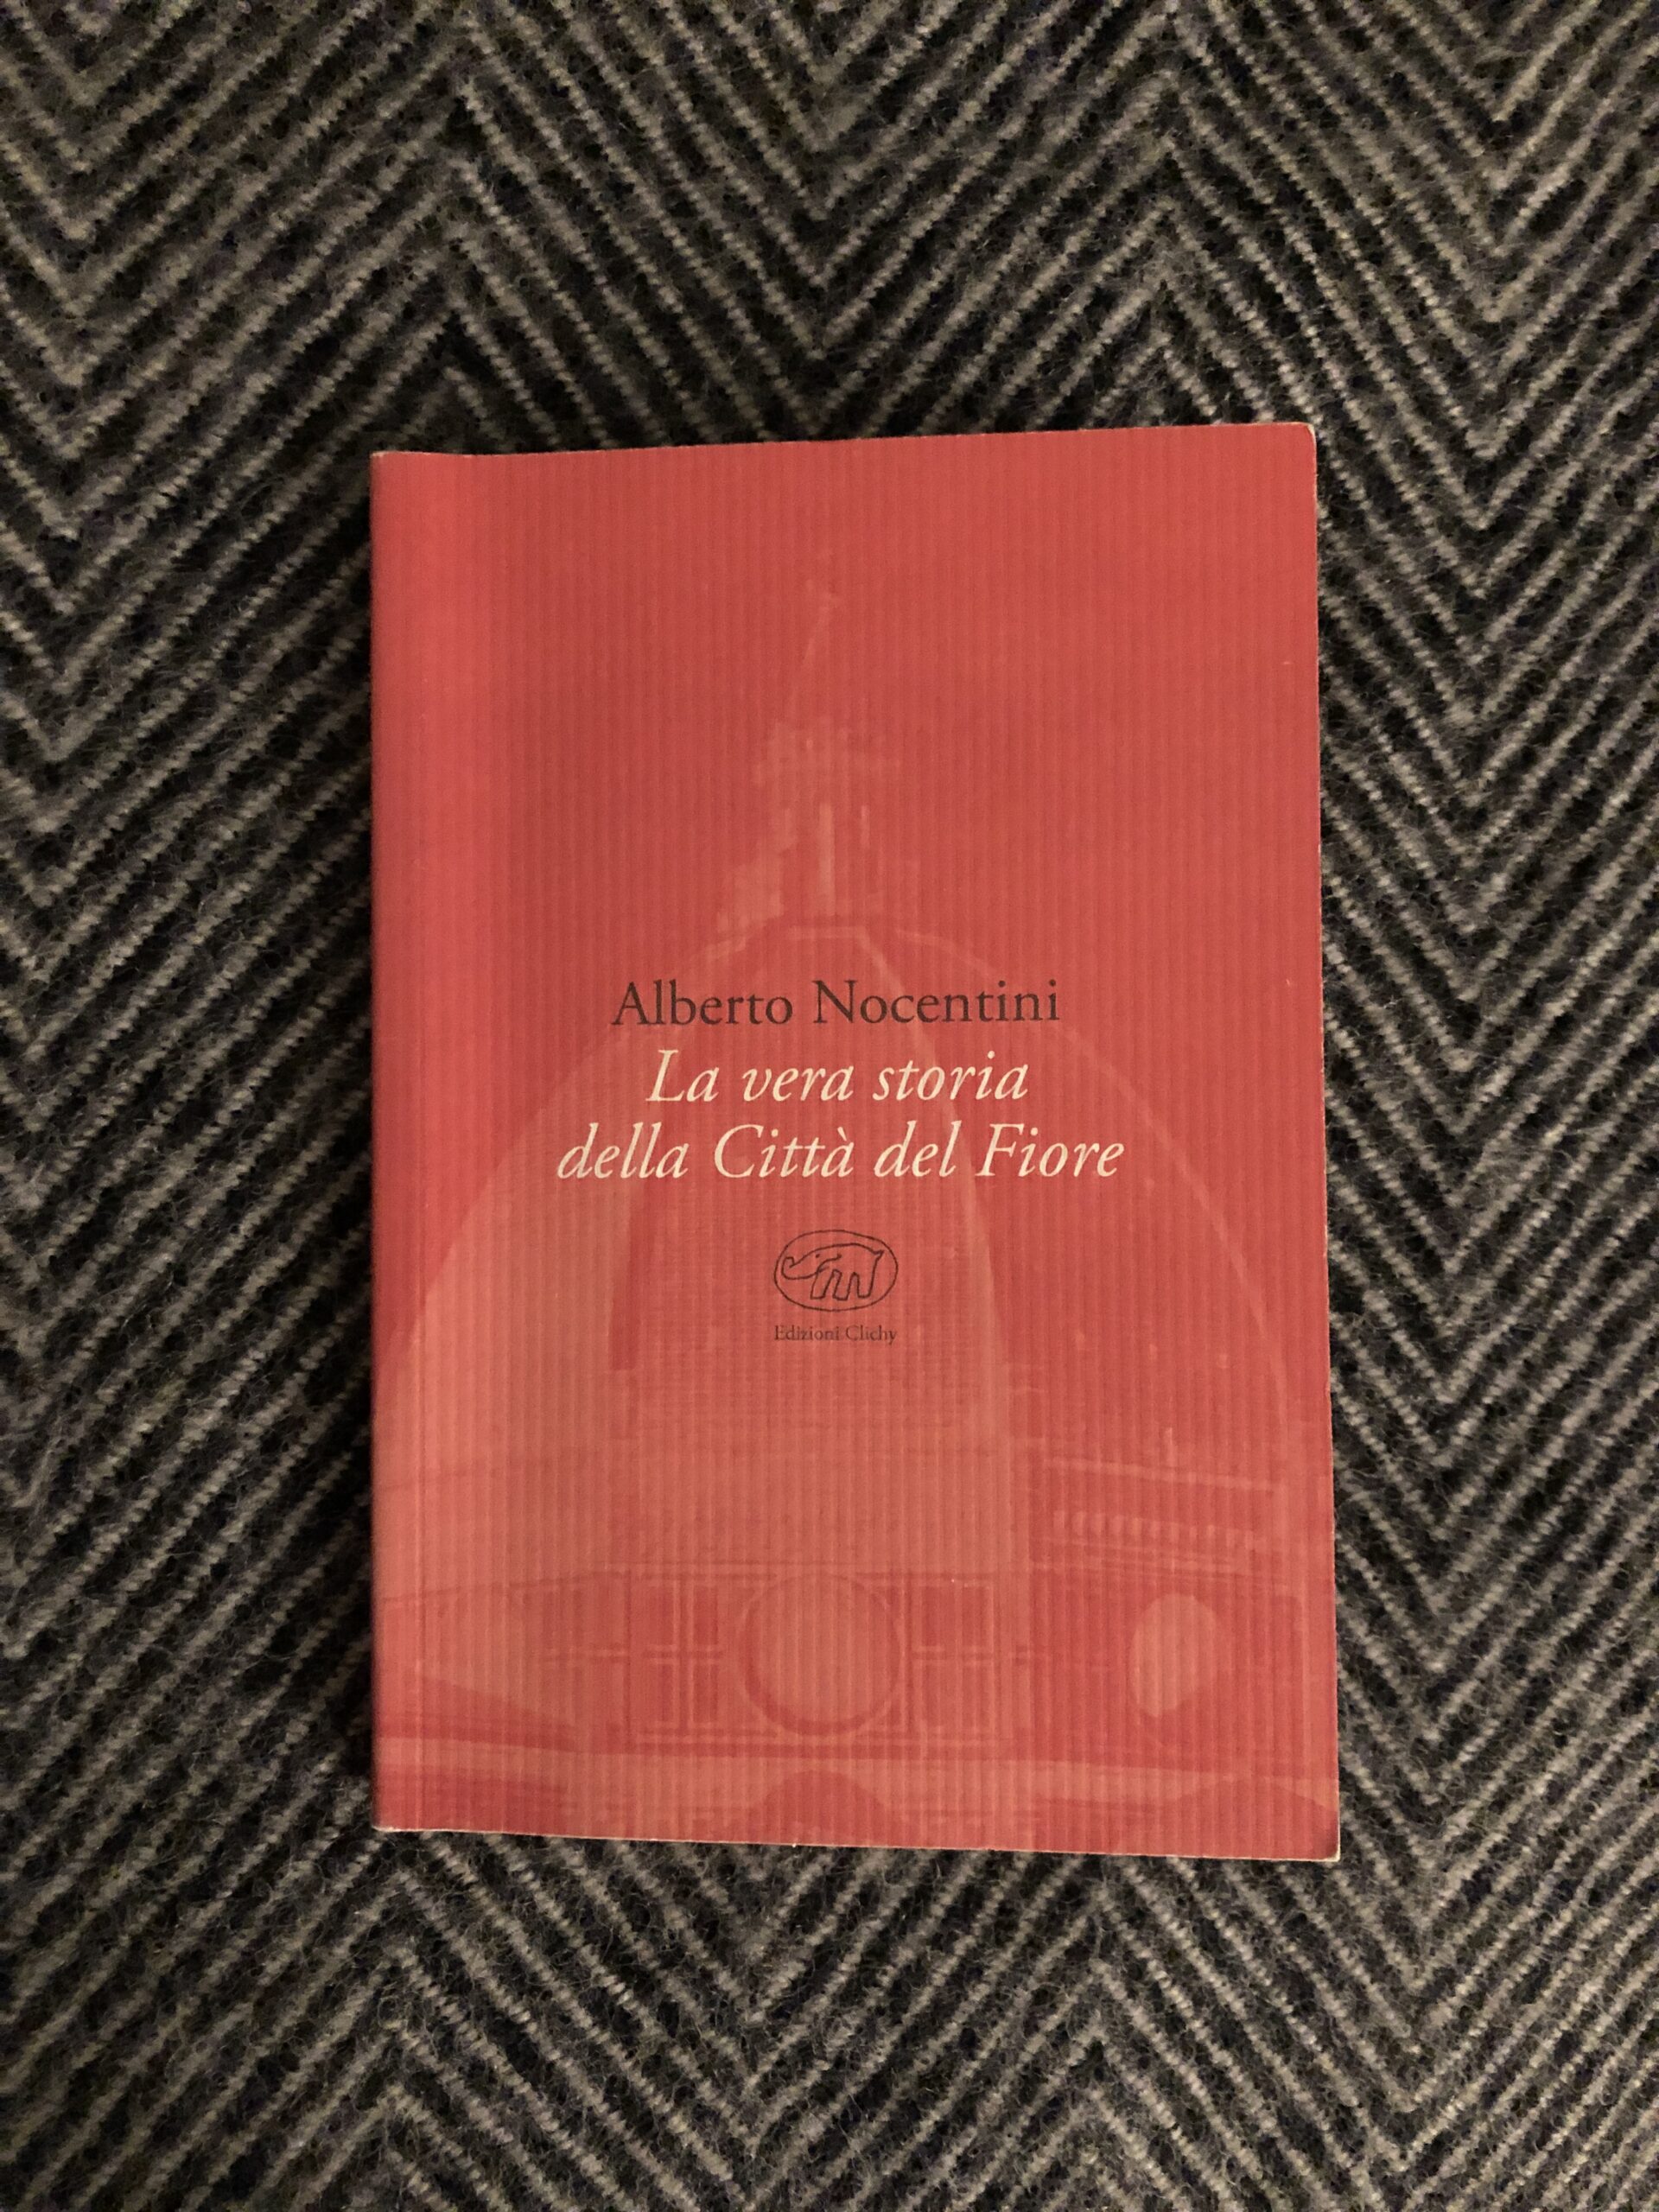 Alberto Nocentini
La vera storia
della Città del Fiore
Edizioni Clichy